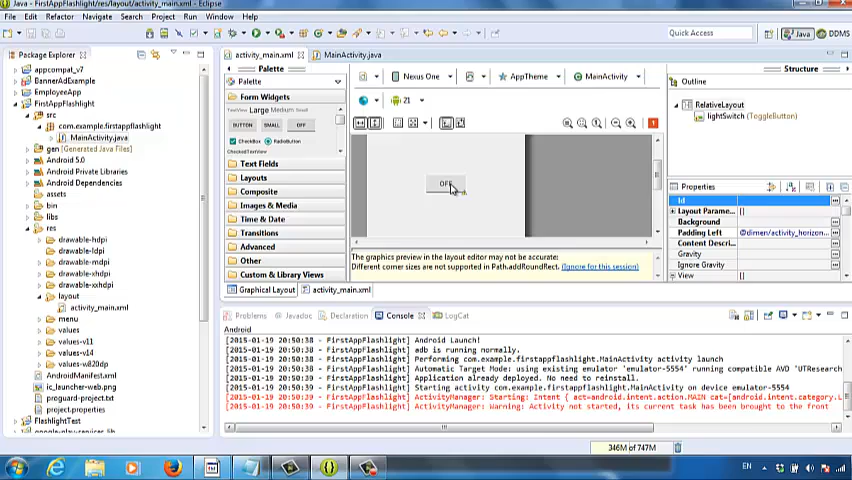 Java - FirstAppFlashlight/res/layout/activity_main.xml - Eclipse
File Edit Refactor Navigate Search Project Run Window Help
Quick Access
Java
DDMS
Package Explorer
appcompat_v7
BannerAdExample
EmployeeApp
FirstAppFlashlight
src
com.example.firstappflashlight
MainActivity.java
gen [Generated Java Files]
Android 5.0
Android Private Libraries
Android Dependencies
assets
bin
libs
res
drawable-hdpi
drawable-ldpi
drawable-mdpi
drawable-xhdpi
drawable-xxhdpi
layout
activity_main.xml
menu
values
values-v11
values-v14
values-w820dp
AndroidManifest.xml
ic_launcher-web.png
proguard-project.txt
project.properties
FlashlightTest
activity_main.xml
MainActivity.java
Palette
Palette
Form Widgets
TextView Large Medium Small
BUTTON SMALL OFF
CheckBox RadioButton
CheckedTextView
Text Fields
Layouts
Composite
Images & Media
Time & Date
Transitions
Advanced
Other
Custom & Library Views
Graphical Layout
activity_main.xml
Nexus One
AppTheme
MainActivity
21
1
OFF
The graphics preview in the layout editor may not be accurate:
Different corner sizes are not supported in Path.addRoundRect. (Ignore for this session)
Structure
Outline
RelativeLayout
lightSwitch (ToggleButton)
Properties
Id
Layout Parame... []
Background
Padding Left @dimen/activity_horizon...
Content Descri...
Gravity
Ignore Gravity
View []
Problems Javadoc Declaration Console LogCat
Android
[2015-01-19 20:50:38 - FirstAppFlashlight] Android Launch!
[2015-01-19 20:50:38 - FirstAppFlashlight] adb is running normally.
[2015-01-19 20:50:38 - FirstAppFlashlight] Performing com.example.firstappflashlight.MainActivity activity launch
[2015-01-19 20:50:38 - FirstAppFlashlight] Automatic Target Mode: using existing emulator 'emulator-5554' running compatible AVD 'UTResearch
[2015-01-19 20:50:38 - FirstAppFlashlight] Application already deployed. No need to reinstall.
[2015-01-19 20:50:38 - FirstAppFlashlight] Starting activity com.example.firstappflashlight.MainActivity on device emulator-5554
[2015-01-19 20:50:39 - FirstAppFlashlight] ActivityManager: Starting: Intent { act=android.intent.action.MAIN cat=[android.intent.category.L
[2015-01-19 20:50:39 - FirstAppFlashlight] ActivityManager: Warning: Activity not started, its current task has been brought to the front
346M of 747M
EN
8:52 PM